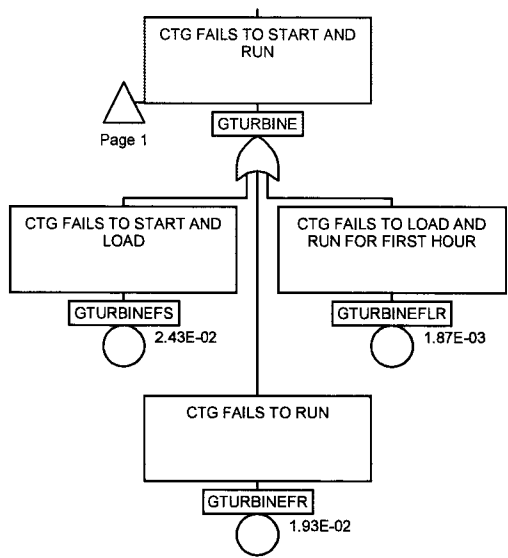 CTG FAILS TO START AND
RUN
Page 1
GTURBINE
CTG FAILS TO START AND
LOAD
GTURBINEFS
2.43E-02
CTG FAILS TO LOAD AND
RUN FOR FIRST HOUR
GTURBINEFLR
1.87E-03
CTG FAILS TO RUN
GTURBINEFR
1.93E-02